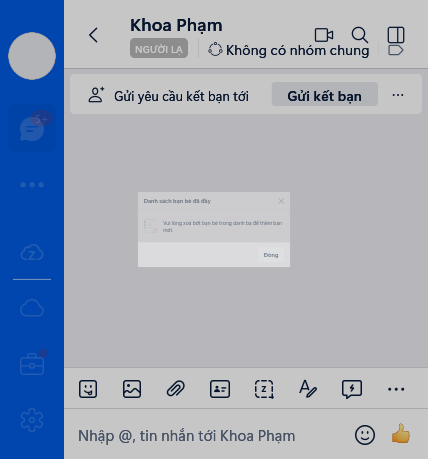 Khoa Phạm
NGƯỜI LẠ
Không có nhóm chung
5+
Gửi yêu cầu kết bạn tới
Gửi kết bạn
Danh sách bạn bè đã đầy
Vui lòng xóa bớt bạn bè trong danh bạ để thêm bạn
mới.
Đóng
Z
Z
Nhập @, tin nhắn tới Khoa Phạm